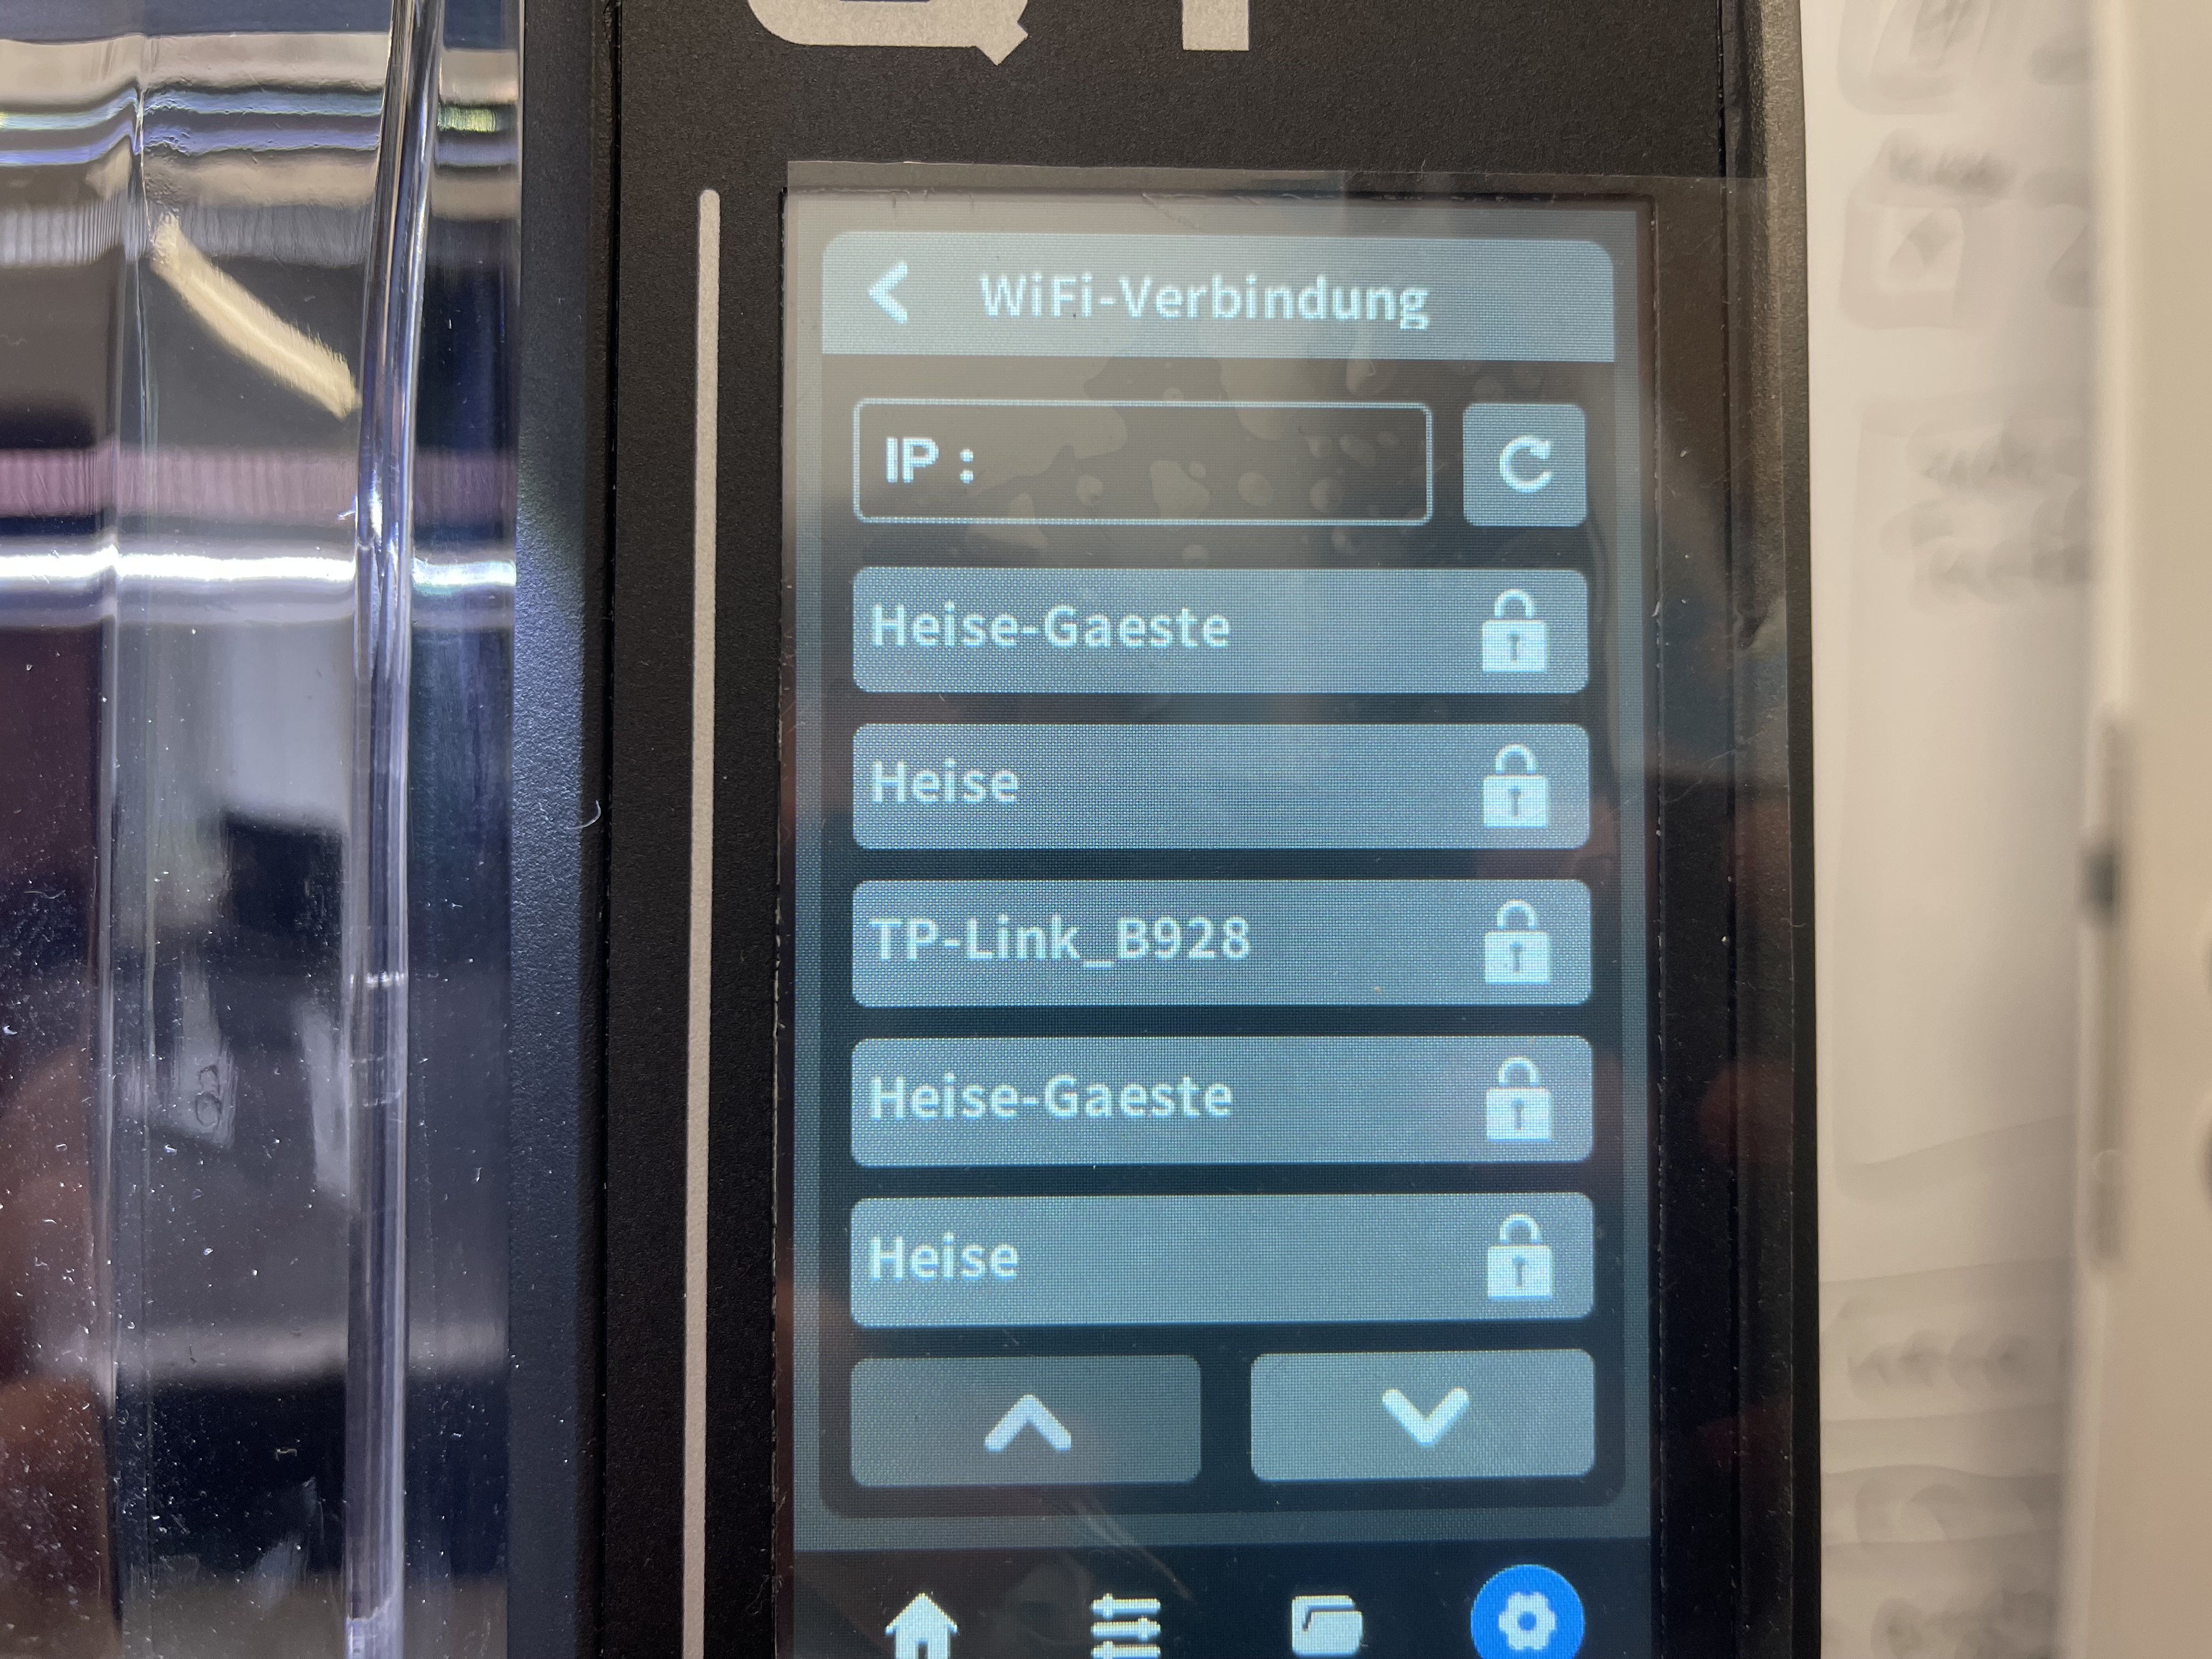 WiFi-Verbindung
IP :
Heise-Gaeste
Heise
TP-Link_B928
Heise-Gaeste
Heise